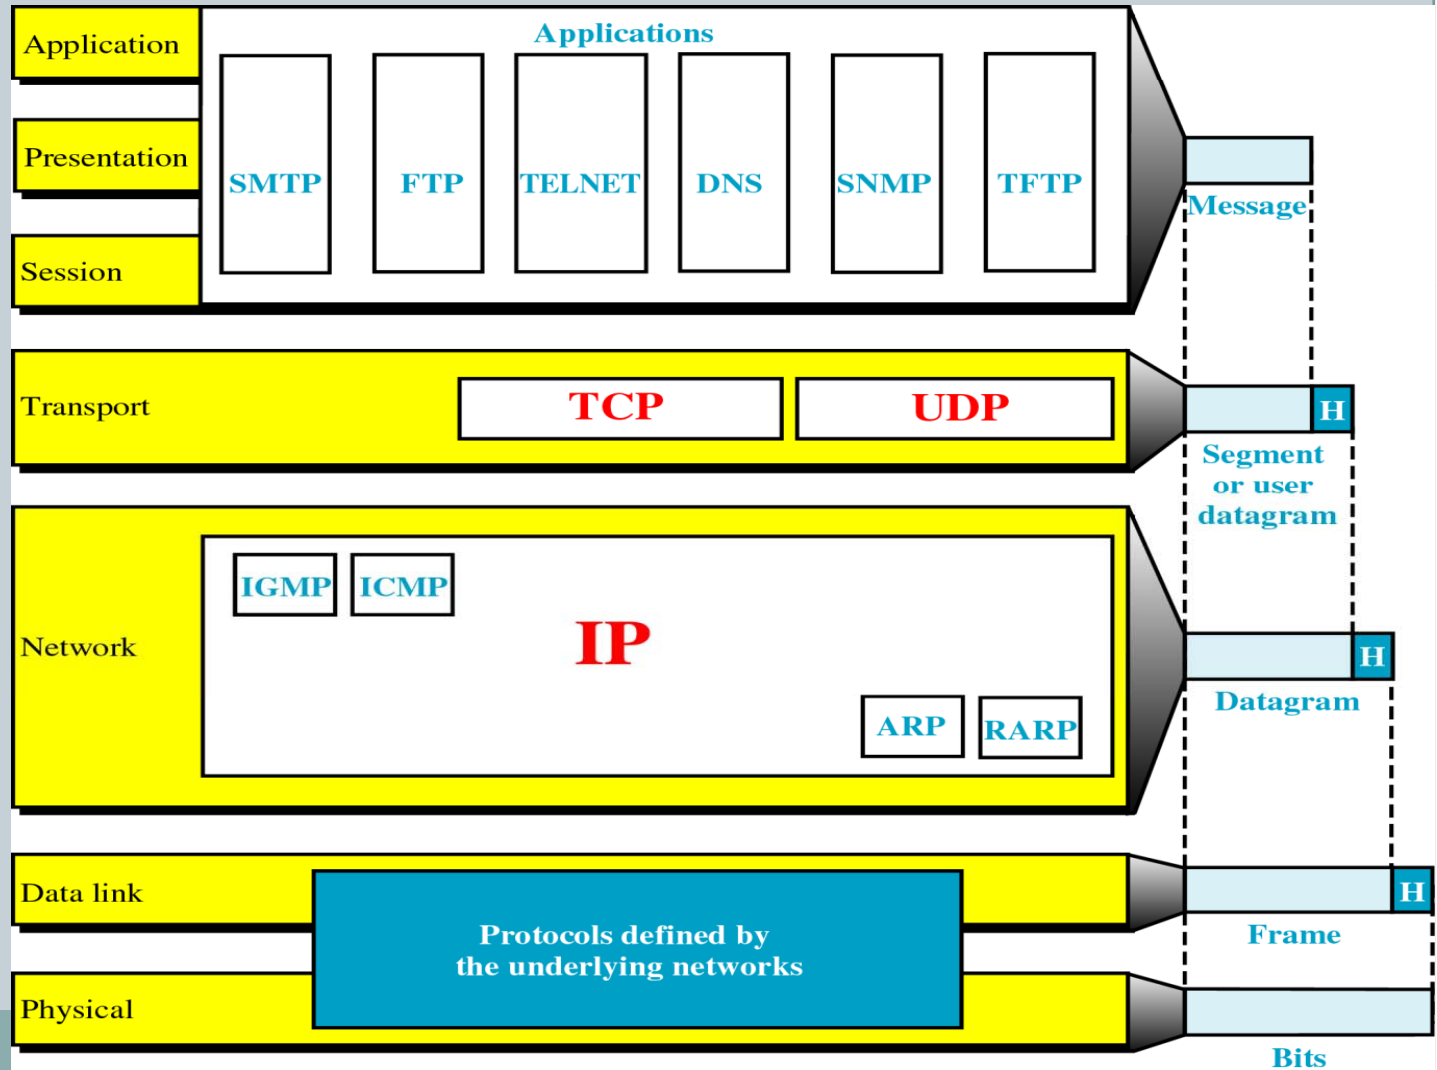 Application
Applications
Presentation
SMTP FTP TELNET DNS SNMP TFTP
Message
Session
Transport
TCP UDP
H
Segment
or user
datagram
IGMP ICMP
Network
IP
H
Datagram
ARP RARP
Data link
H
Protocols defined by
the underlying networks
Frame
Physical
Bits